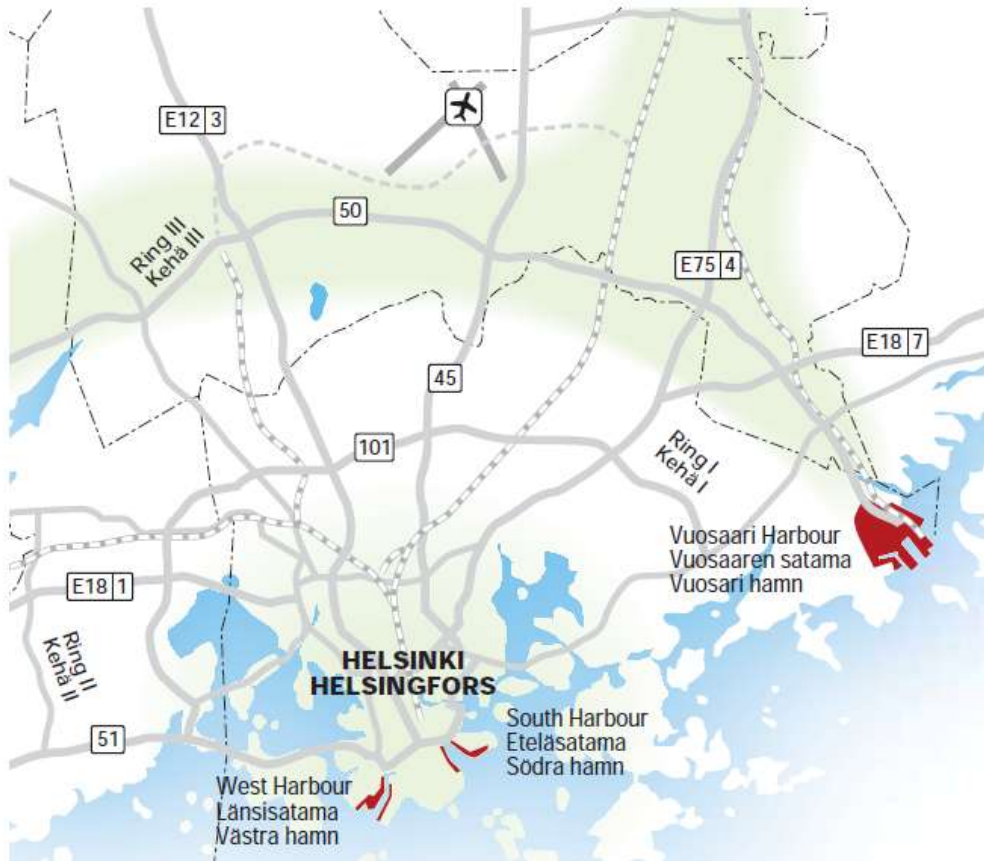 E12 3
50
Ring III
Kehä III
E75 4
E18 7
45
101
Ring I
Kehä I
Vuosaari Harbour
Vuosaaren satama
Vuosari hamn
E18 1
Ring II
Kehä II
HELSINKI
HELSINGFORS
51
South Harbour
Eteläsatama
Södra hamn
West Harbour
Länsisatama
Västra hamn